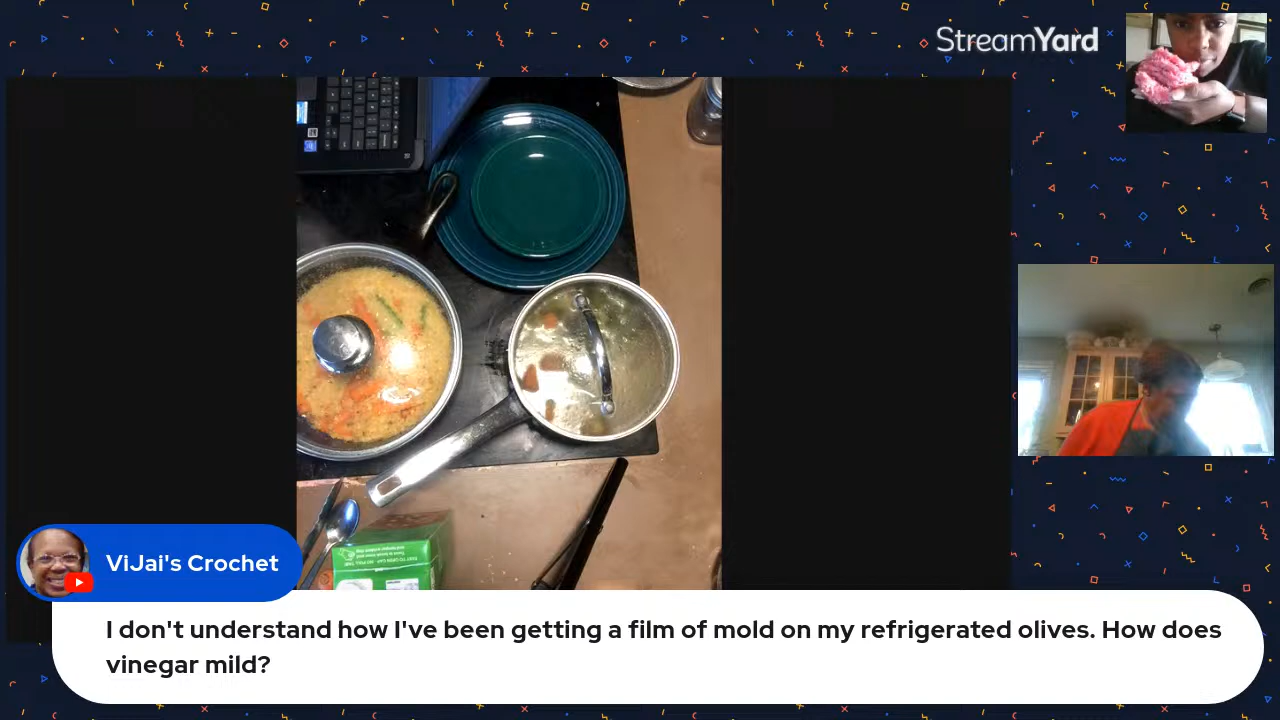 StreamYard
ViJai's Crochet
I don't understand how I've been getting a film of mold on my refrigerated olives. How does
vinegar mild?